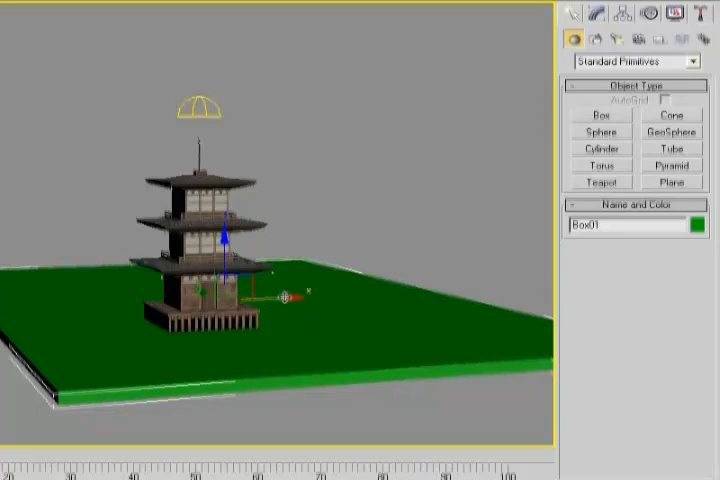 Standard Primitives
- Object Type
AutoGrid
Box Cone
Sphere GeoSphere
Cylinder Tube
Torus Pyramid
Teapot Plane
- Name and Color
Box01
x
20 30 40 50 60 70 80 90 100